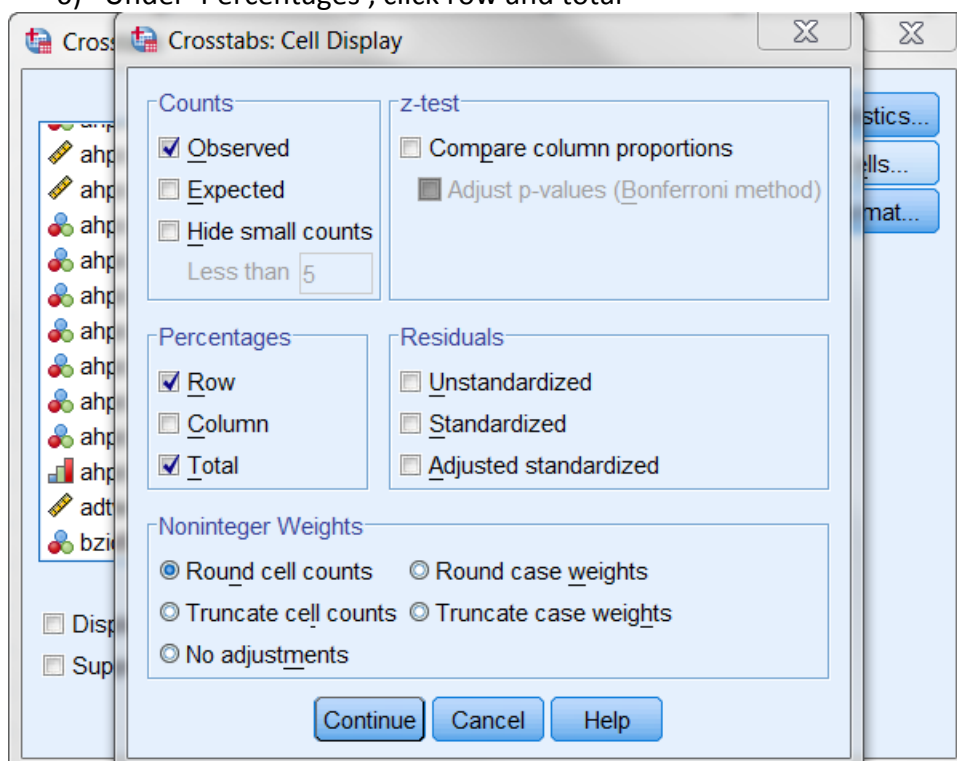 Under 'Percentages', click row and total
Crosstabs: Cell Display
Counts
Observed
Expected
Hide small counts
Less than 5
z-test
Compare column proportions
Adjust p-values (Bonferroni method)
Percentages
Row
Column
Total
Residuals
Unstandardized
Standardized
Adjusted standardized
Noninteger Weights
Round cell counts Round case weights
Truncate cell counts Truncate case weights
No adjustments
Continue Cancel Help